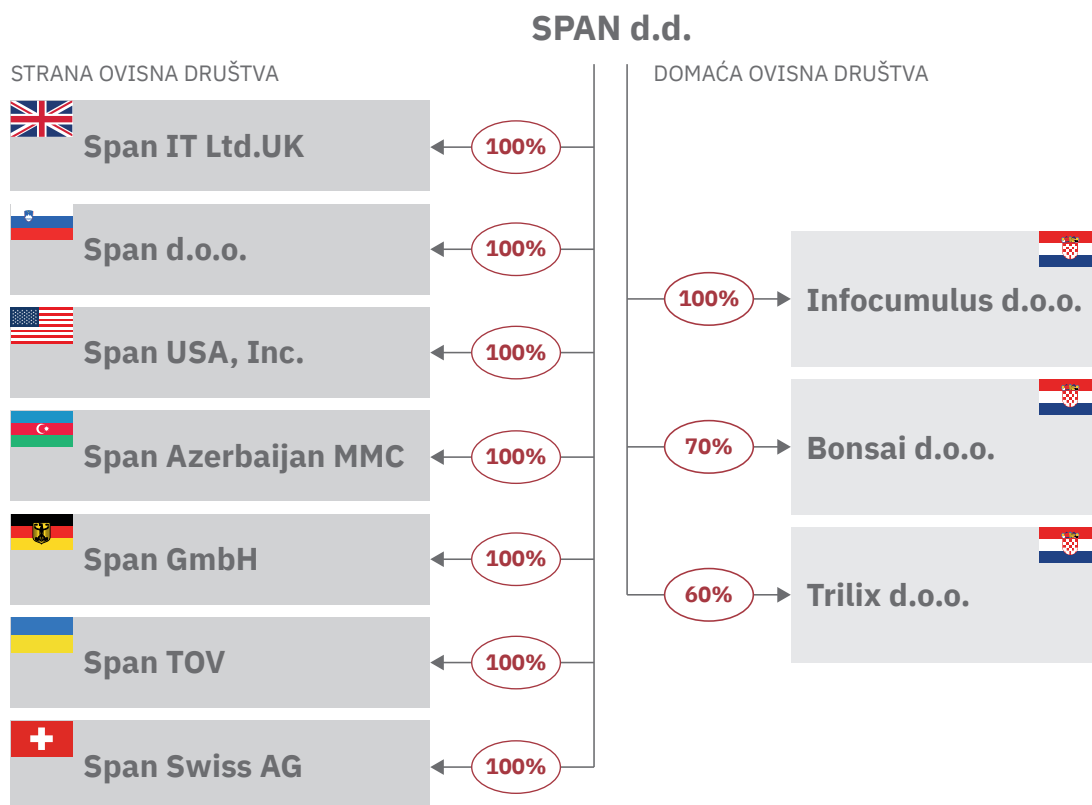 SPAN d.d.
STRANA OVISNA DRUŠTVA
Span IT Ltd.UK
100%
Span d.o.o.
100%
Span USA, Inc.
100%
Span Azerbaijan MMC
100%
Span GmbH
100%
Span TOV
100%
Span Swiss AG
100%
DOMAĆA OVISNA DRUŠTVA
100%
Infocumulus d.o.o.
70%
Bonsai d.o.o.
60%
Trilix d.o.o.